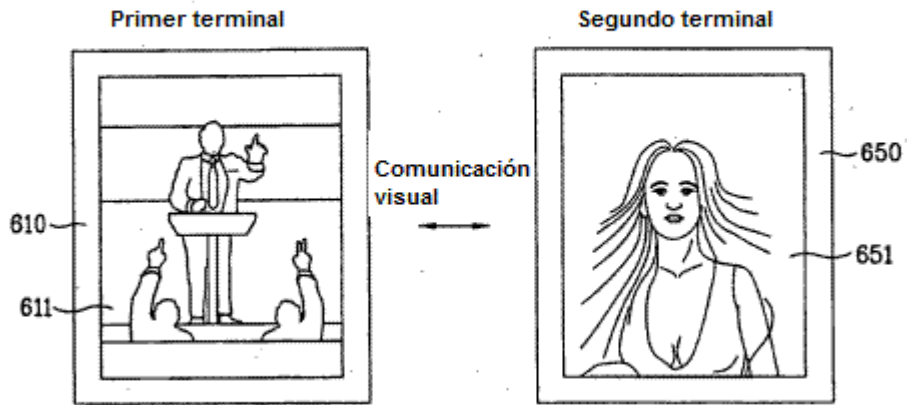 Primer terminal
Segundo terminal
Comunicación
visual
610
611
650
651